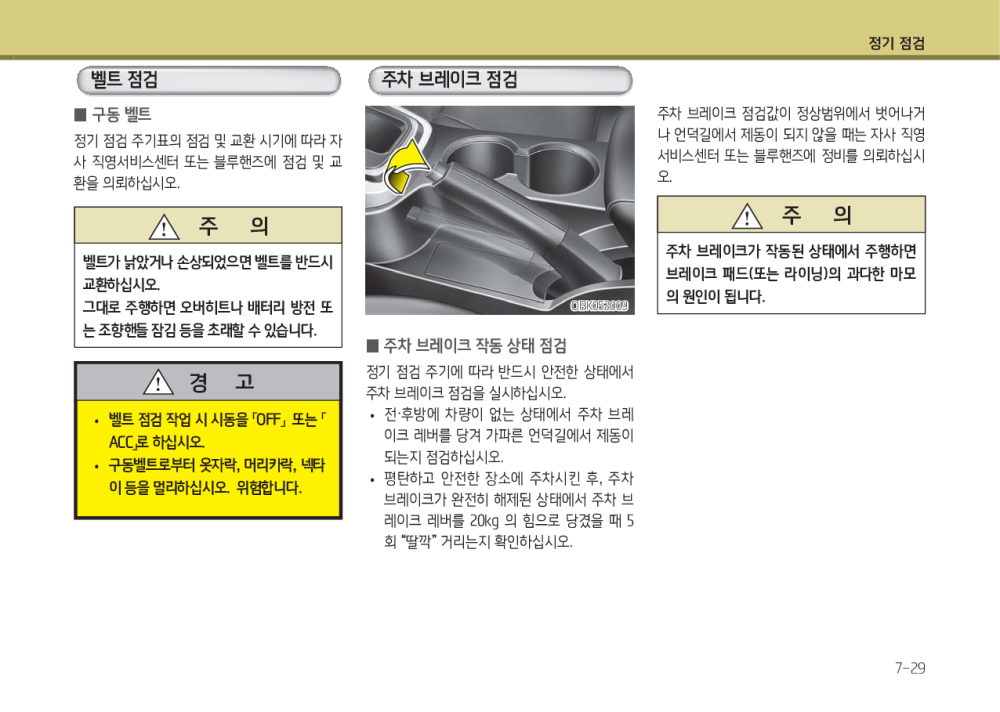 정기 점검
벨트 점검
■ 구동 벨트
정기 점검 주기표의 점검 및 교환 시기에 따라 자
사 직영서비스센터 또는 블루핸즈에 점검 및 교
환을 의뢰하십시오.
주 의
벨트가 낡았거나 손상되었으면 벨트를 반드시
교환하십시오.
그대로 주행하면 오버히트나 배터리 방전 또
는 조향핸들 잠김 등을 초래할 수 있습니다.
경 고
• 벨트 점검 작업 시 시동을 ｢OFF｣ 또는 ｢
ACC｣로 하십시오.
• 구동벨트로부터 옷자락, 머리카락, 넥타
이 등을 멀리하십시오. 위험합니다.
주차 브레이크 점검
OBK052009
■ 주차 브레이크 작동 상태 점검
정기 점검 주기에 따라 반드시 안전한 상태에서
주차 브레이크 점검을 실시하십시오.
• 전·후방에 차량이 없는 상태에서 주차 브레
이크 레버를 당겨 가파른 언덕길에서 제동이
되는지 점검하십시오.
• 평탄하고 안전한 장소에 주차시킨 후, 주차
브레이크가 완전히 해제된 상태에서 주차 브
레이크 레버를 20kg 의 힘으로 당겼을 때 5
회 “딸깍” 거리는지 확인하십시오.
주차 브레이크 점검값이 정상범위에서 벗어나거
나 언덕길에서 제동이 되지 않을 때는 자사 직영
서비스센터 또는 블루핸즈에 정비를 의뢰하십시
오.
주 의
주차 브레이크가 작동된 상태에서 주행하면
브레이크 패드(또는 라이닝)의 과다한 마모
의 원인이 됩니다.
7-29